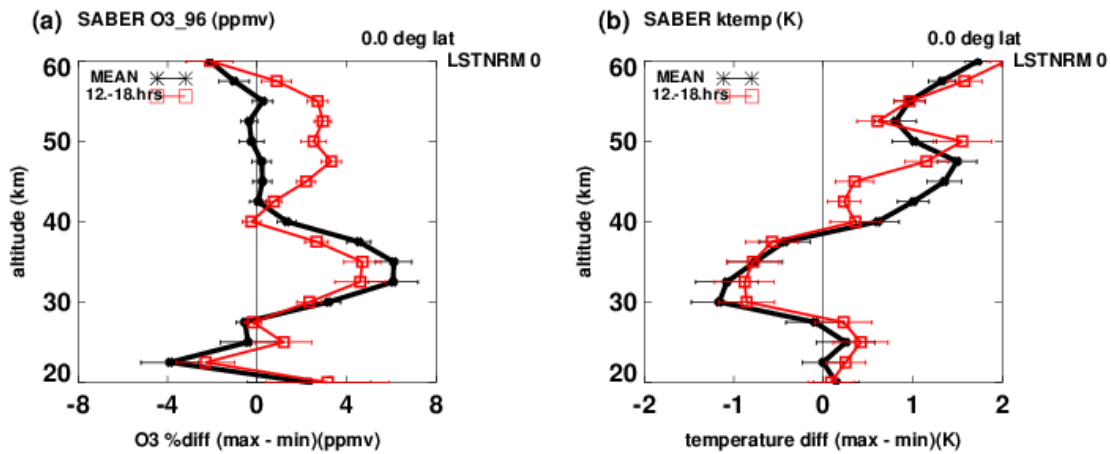 (a) SABER O3_96 (ppmv)
0.0 deg lat
LSTNRM 0
MEAN
12.-18.hrs
60
50
40
30
20
altitude (km)
-8 -4 0 4 8
O3 %diff (max - min)(ppmv)
(b) SABER ktemp (K)
0.0 deg lat
LSTNRM 0
MEAN
12.-18.hrs
60
50
40
30
20
altitude (km)
-2 -1 0 1 2
temperature diff (max - min)(K)